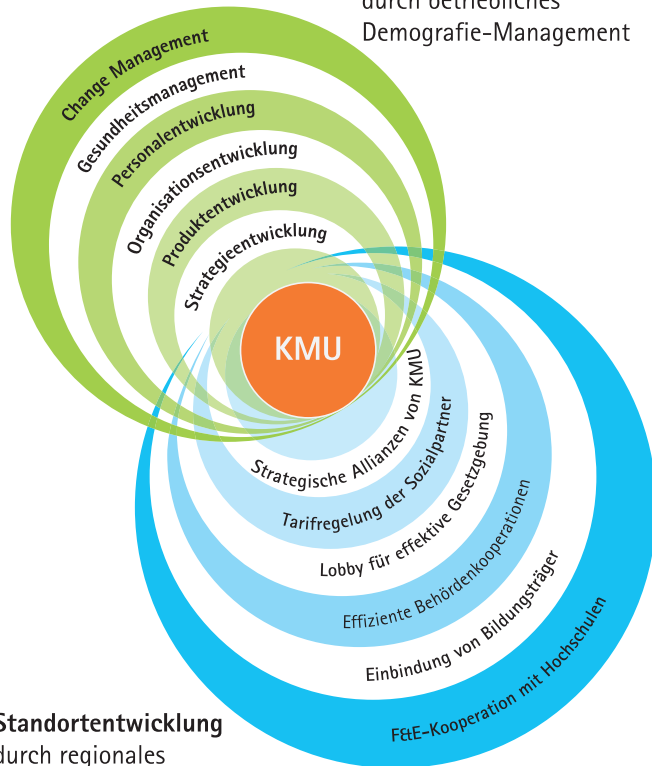 durch betriebliches
Demografie-Management
Change Management
Gesundheitsmanagement
Personalentwicklung
Organisationsentwicklung
Produktentwicklung
Strategieentwicklung
KMU
Strategische Allianzen von KMU
Tarifregelung der Sozialpartner
Lobby für effektive Gesetzgebung
Effiziente Behördenkooperationen
Einbindung von Bildungsträger
F&E-Kooperation mit Hochschulen
Standortentwicklung
durch regionales